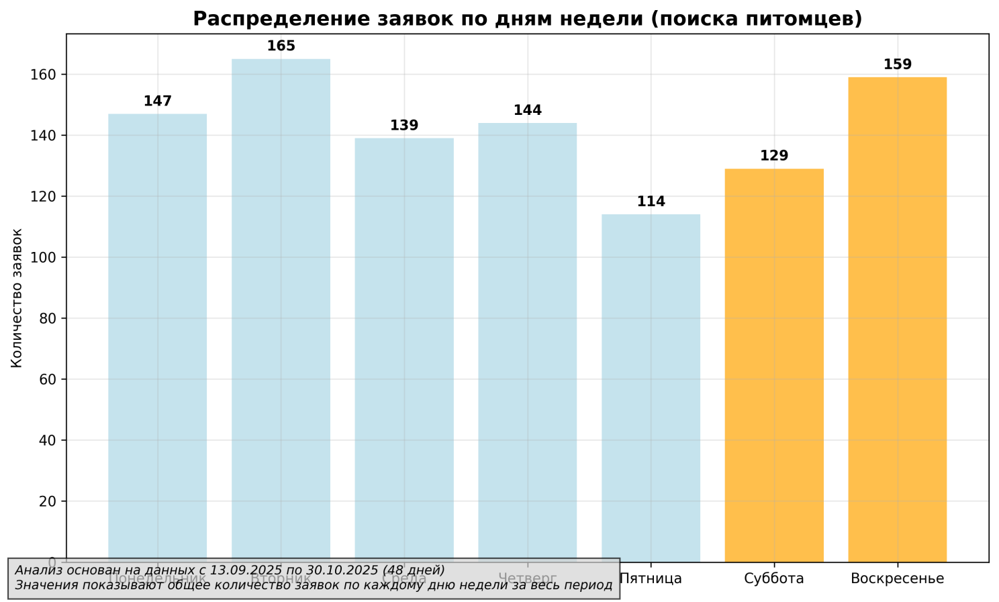 Распределение заявок по дням недели (поиска питомцев)
Количество заявок
160
140
120
100
80
60
40
20
0
147
165
139
144
114
129
159
Понедельник
Вторник
Среда
Четверг
Пятница
Суббота
Воскресенье
Анализ основан на данных с 13.09.2025 по 30.10.2025 (48 дней)
Значения показывают общее количество заявок по каждому дню недели за весь период